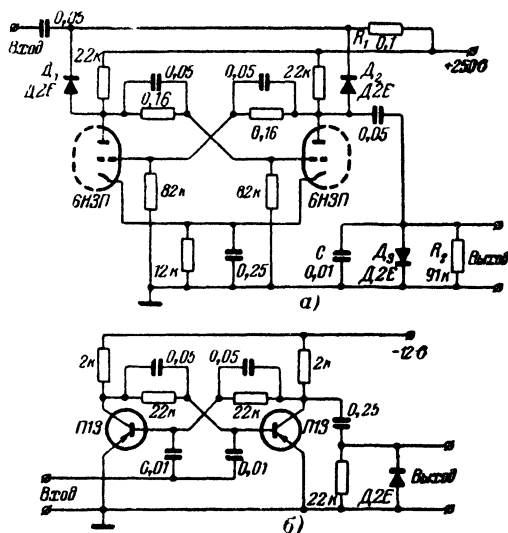 0,05
Вход
R₁ 0,1
+250в
Д₁
Д2Е
22к
0,05
0,16
0,05
0,16
22к
Д₂
Д2Е
0,05
6Н3П
82к
82к
6Н3П
12к
0,25
С
0,01
Д₃
Д2Е
R₂
91к
Выход
а)
-12в
2к
0,05
22к
0,05
22к
2к
П13
П13
0,25
0,01
0,01
Вход
22к
Д2Е
Выход
б)